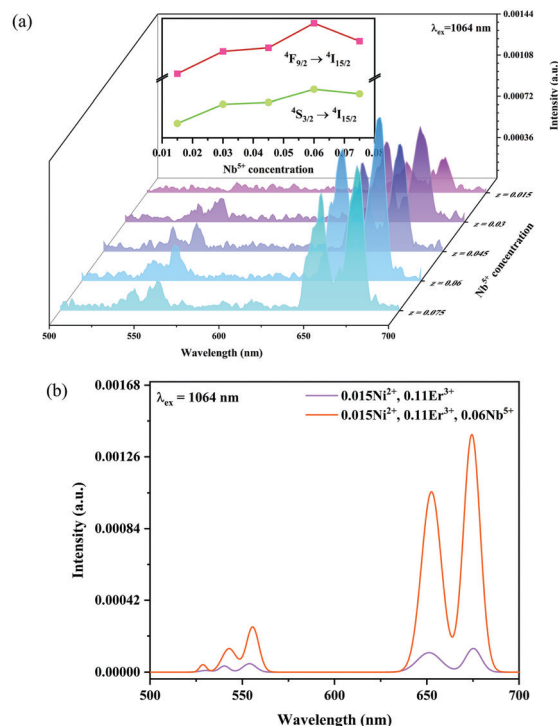 (a)
λex=1064 nm
0.00144
0.00108
0.00072
0.00036
Intensity (a.u.)
⁴F9/2 → ⁴I15/2
⁴S3/2 → ⁴I15/2
0.01 0.02 0.03 0.04 0.05 0.06 0.07 0.08
Nb⁵⁺ concentration
z = 0.015
z = 0.03
z = 0.045
z = 0.06
z = 0.075
Nb⁵⁺ concentration
500 550 600 650 700
Wavelength (nm)
(b)
λex = 1064 nm
0.015Ni²⁺, 0.11Er³⁺
0.015Ni²⁺, 0.11Er³⁺, 0.06Nb⁵⁺
0.00168
0.00126
0.00084
0.00042
0.00000
Intensity (a.u.)
500 550 600 650 700
Wavelength (nm)